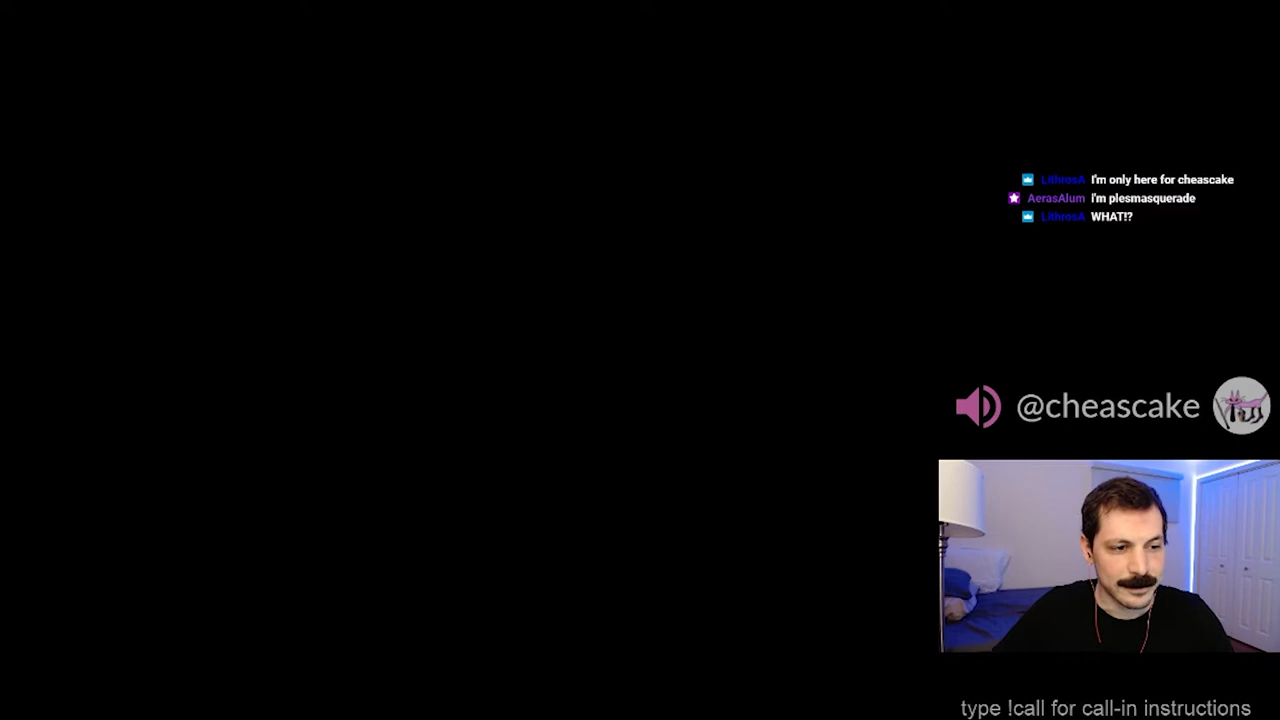 LithrosA I'm only here for cheascake
AerasAlum i'm plesmasquerade
LithrosA WHAT!?
@cheascake
type !call for call-in instructions